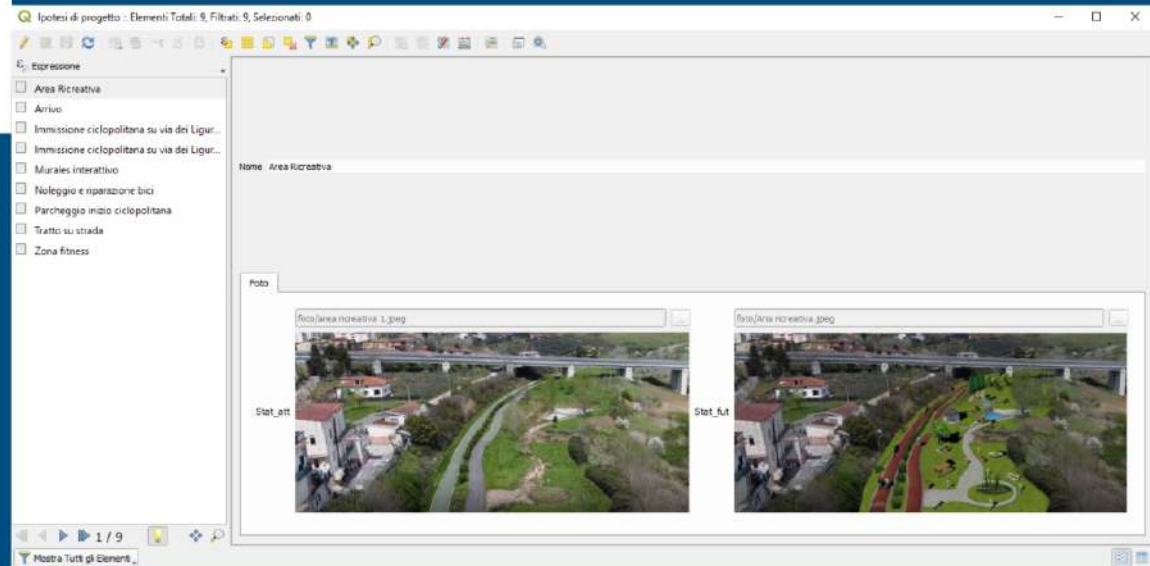 Ipotesi di progetto :: Elementi Totali: 9, Filtrati: 9, Selezionati: 0
Espressione
Area Ricreativa
Arrivo
Immissione ciclopolitana su via dei Ligur...
Immissione ciclopolitana su via dei Ligur...
Murales interattivo
Noleggio e riparazione bici
Parcheggio inizio ciclopolitana
Tratto su strada
Zona fitness
Nome Area Ricreativa
Foto
foto/area ricreativa 1.jpeg
foto/Aria ricreativa.jpeg
Stat_att
Stat_fut
1 / 9
Mostra Tutti gli Elementi